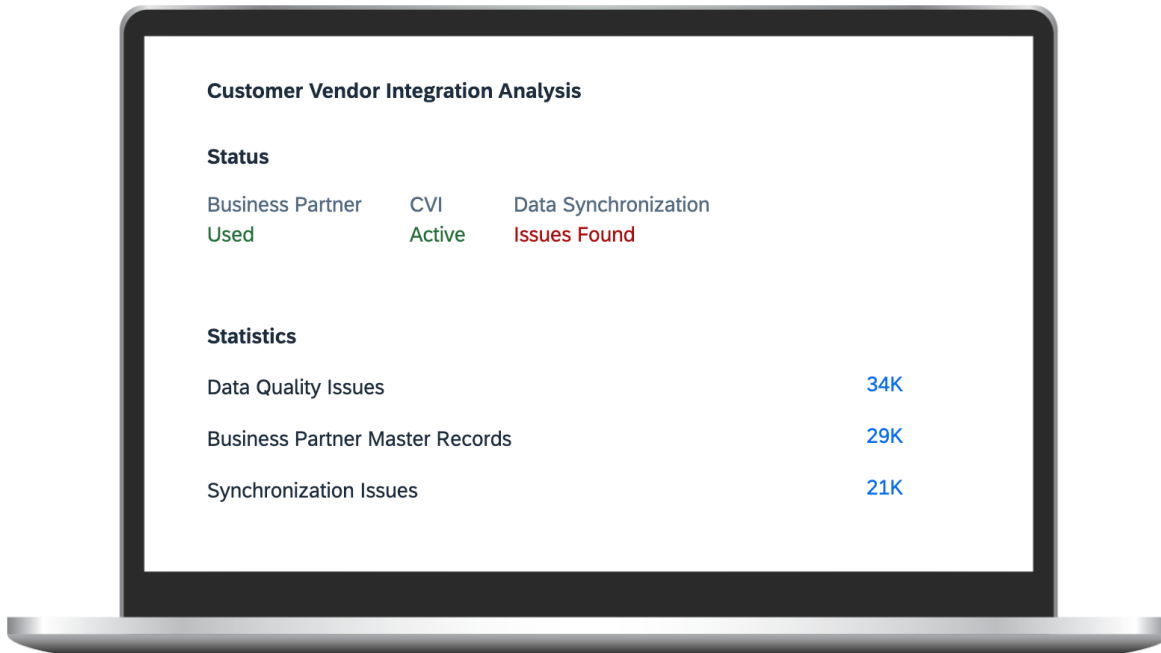 Customer Vendor Integration Analysis
Status
Business Partner CVI Data Synchronization
Used Active Issues Found
Statistics
Data Quality Issues 34K
Business Partner Master Records 29K
Synchronization Issues 21K